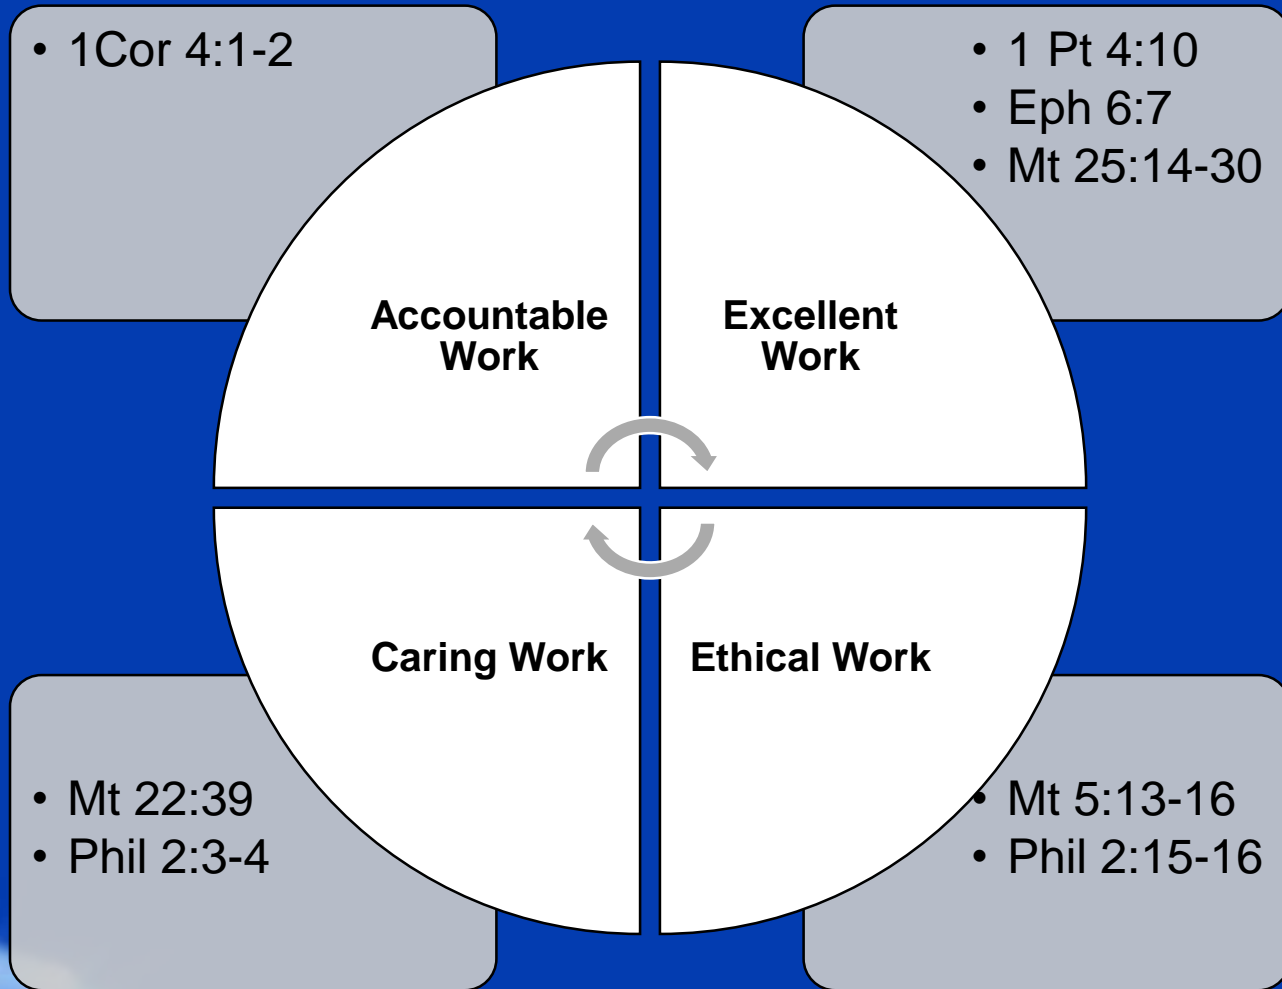 • 1Cor 4:1-2
• 1 Pt 4:10
• Eph 6:7
• Mt 25:14-30
Accountable
Work
Excellent
Work
Caring Work
Ethical Work
• Mt 22:39
• Phil 2:3-4
• Mt 5:13-16
• Phil 2:15-16